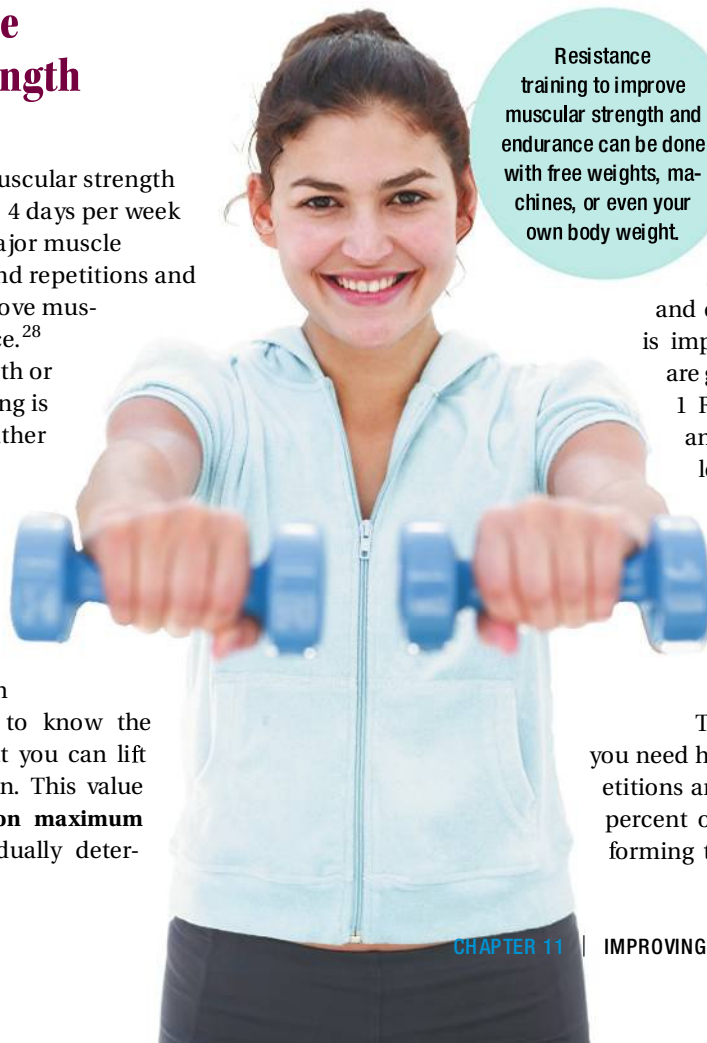 e
ngth
uscular strength
4 days per week
ajor muscle
nd repetitions and
ove mus-
ce.28
th or
ng is
ther
n
to know the
t you can lift
n. This value
on maximum
dually deter-
Resistance
training to improve
muscular strength and
endurance can be done
with free weights, ma-
chines, or even your
own body weight.
and
is imp
are g
1 F
an
l
T
you need h
etitions a
percent o
forming t
CHAPTER 11 | IMPROVING